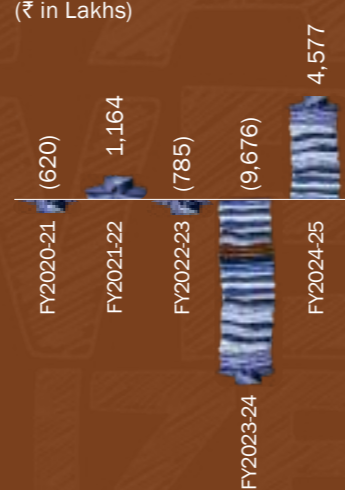 (₹ in Lakhs)
(620)
1,164
(785)
(9,676)
4,577
FY2020-21
FY2021-22
FY2022-23
FY2023-24
FY2024-25